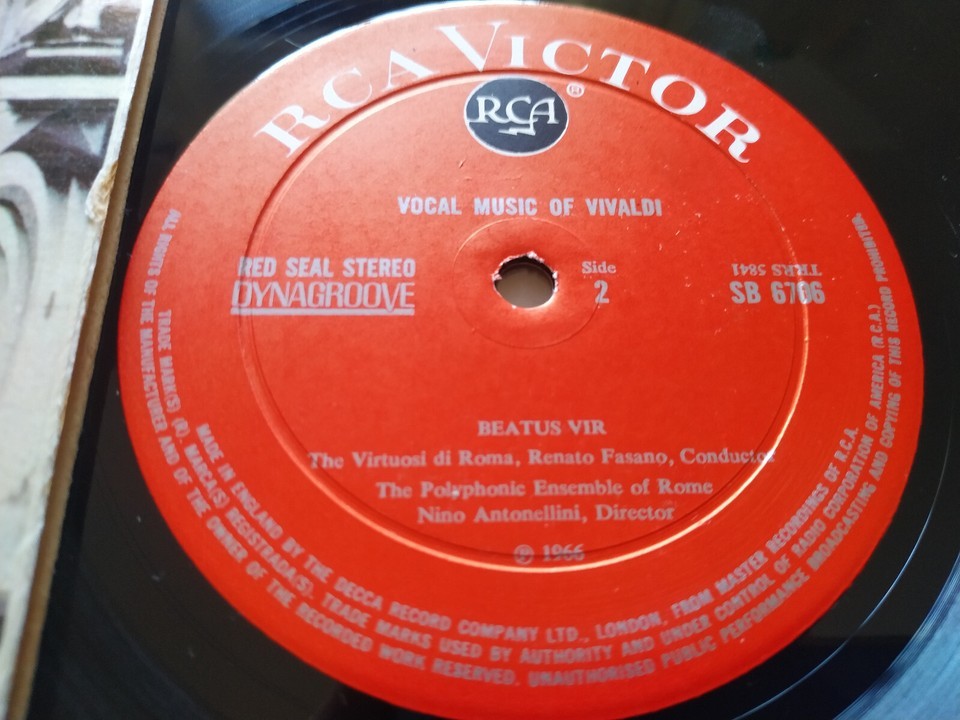 RCA VICTOR
RCA
®
VOCAL MUSIC OF VIVALDI
RED SEAL STEREO
DYNAGROOVE
Side
2
TRRS 5841
SB 6706
BEATUS VIR
The Virtuosi di Roma, Renato Fasano, Conductor
The Polyphonic Ensemble of Rome
Nino Antonellini, Director
℗ 1966
TRADE MARK(S) (R). MARCA(S) REGISTRADA(S). TRADE MARKS USED BY AUTHORITY AND UNDER CONTROL OF RADIO CORPORATION OF AMERICA (R.C.A.)
MADE IN ENGLAND BY THE DECCA RECORD COMPANY LTD., LONDON, FROM MASTER RECORDINGS OF R.C.A.
ALL RIGHTS OF THE MANUFACTURER AND OF THE OWNER OF THE RECORDED WORK RESERVED. UNAUTHORISED PUBLIC PERFORMANCE BROADCASTING AND COPYING OF THIS RECORD PROHIBITED.